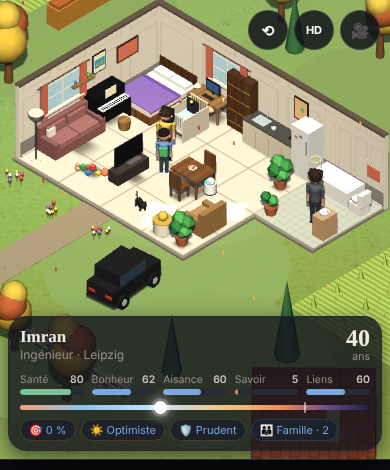 HD
Imran
40
Ingénieur · Leipzig
ans
Santé 80 Bonheur 62 Aisance 60 Savoir 5 Liens 60
🎯 0 % ☀️ Optimiste 🛡️ Prudent 👪 Famille · 2